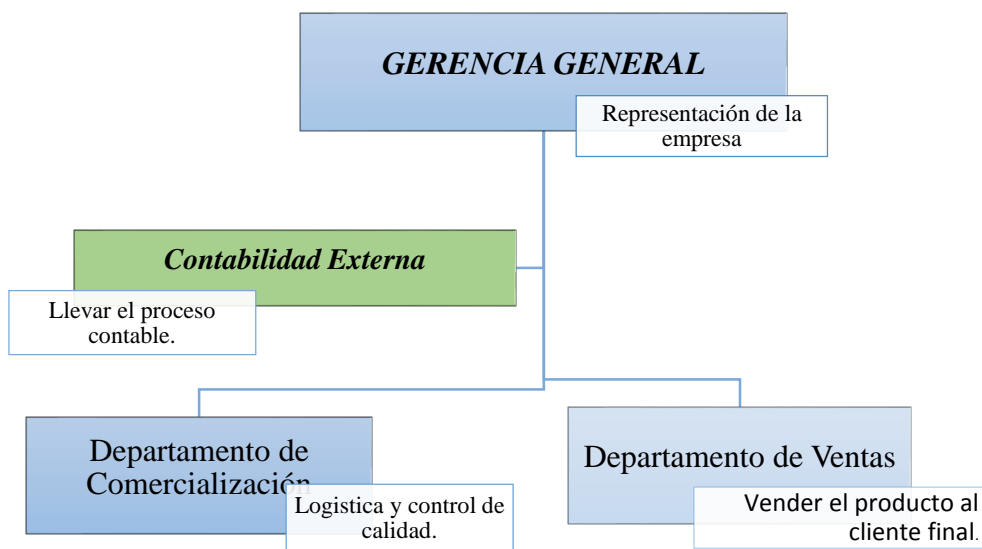 GERENCIA GENERAL
Representación de la
empresa
Contabilidad Externa
Llevar el proceso
contable.
Departamento de
Comercialización
Logistica y control de
calidad.
Departamento de Ventas
Vender el producto al
cliente final.